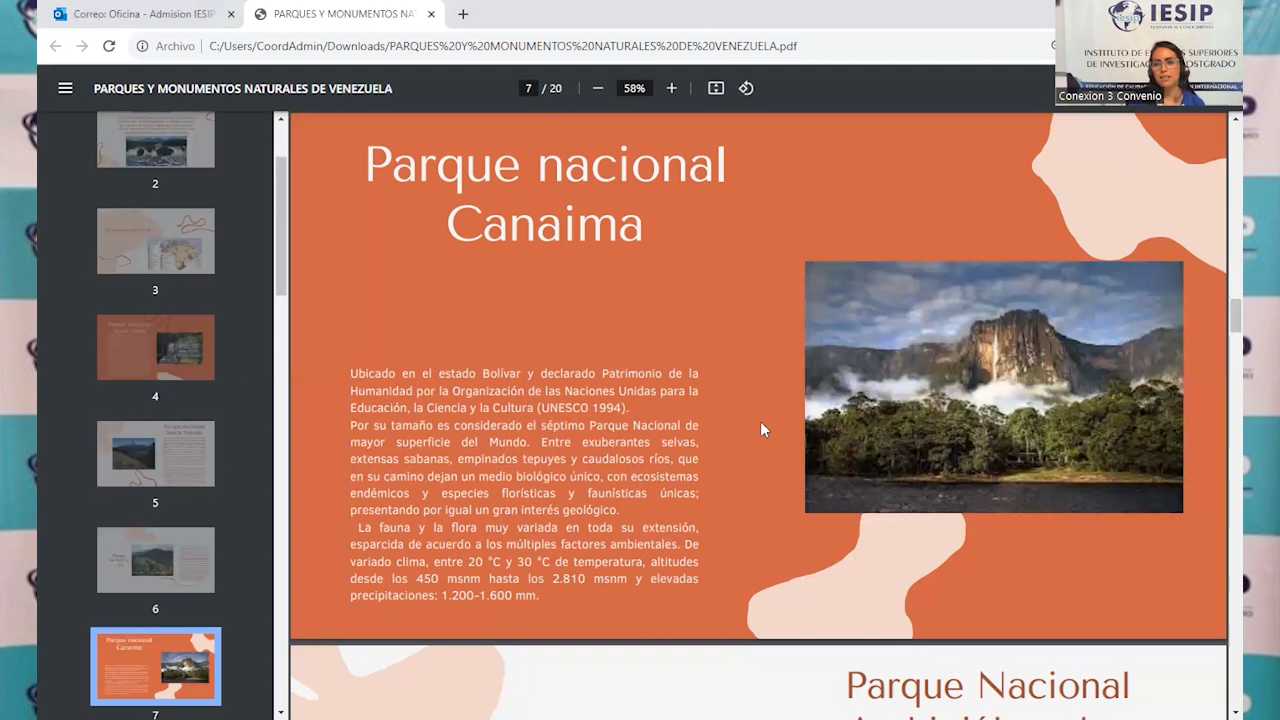 Correo: Oficina - Admision IESIP
PARQUES Y MONUMENTOS NA
Archivo
C:/Users/CoordAdmin/Downloads/PARQUES%20Y%20MONUMENTOS%20NATURALES%20DE%20VENEZUELA.pdf
IESIP
INSTITUTO DE ESTUDIOS SUPERIORES
DE INVESTIGACIÓN Y POSTGRADO
Conexion 3 Convenio
PARQUES Y MONUMENTOS NATURALES DE VENEZUELA
7 / 20
58%
2
3
4
5
6
Parque nacional
Canaima
7
Parque nacional
Canaima
Ubicado en el estado Bolívar y declarado Patrimonio de la
Humanidad por la Organización de las Naciones Unidas para la
Educación, la Ciencia y la Cultura (UNESCO 1994).
Por su tamaño es considerado el séptimo Parque Nacional de
mayor superficie del Mundo. Entre exuberantes selvas,
extensas sabanas, empinados tepuyes y caudalosos ríos, que
en su camino dejan un medio biológico único, con ecosistemas
endémicos y especies florísticas y faunísticas únicas;
presentando por igual un gran interés geológico.
La fauna y la flora muy variada en toda su extensión,
esparcida de acuerdo a los múltiples factores ambientales. De
variado clima, entre 20 °C y 30 °C de temperatura, altitudes
desde los 450 msnm hasta los 2.810 msnm y elevadas
precipitaciones: 1.200-1.600 mm.
Parque Nacional